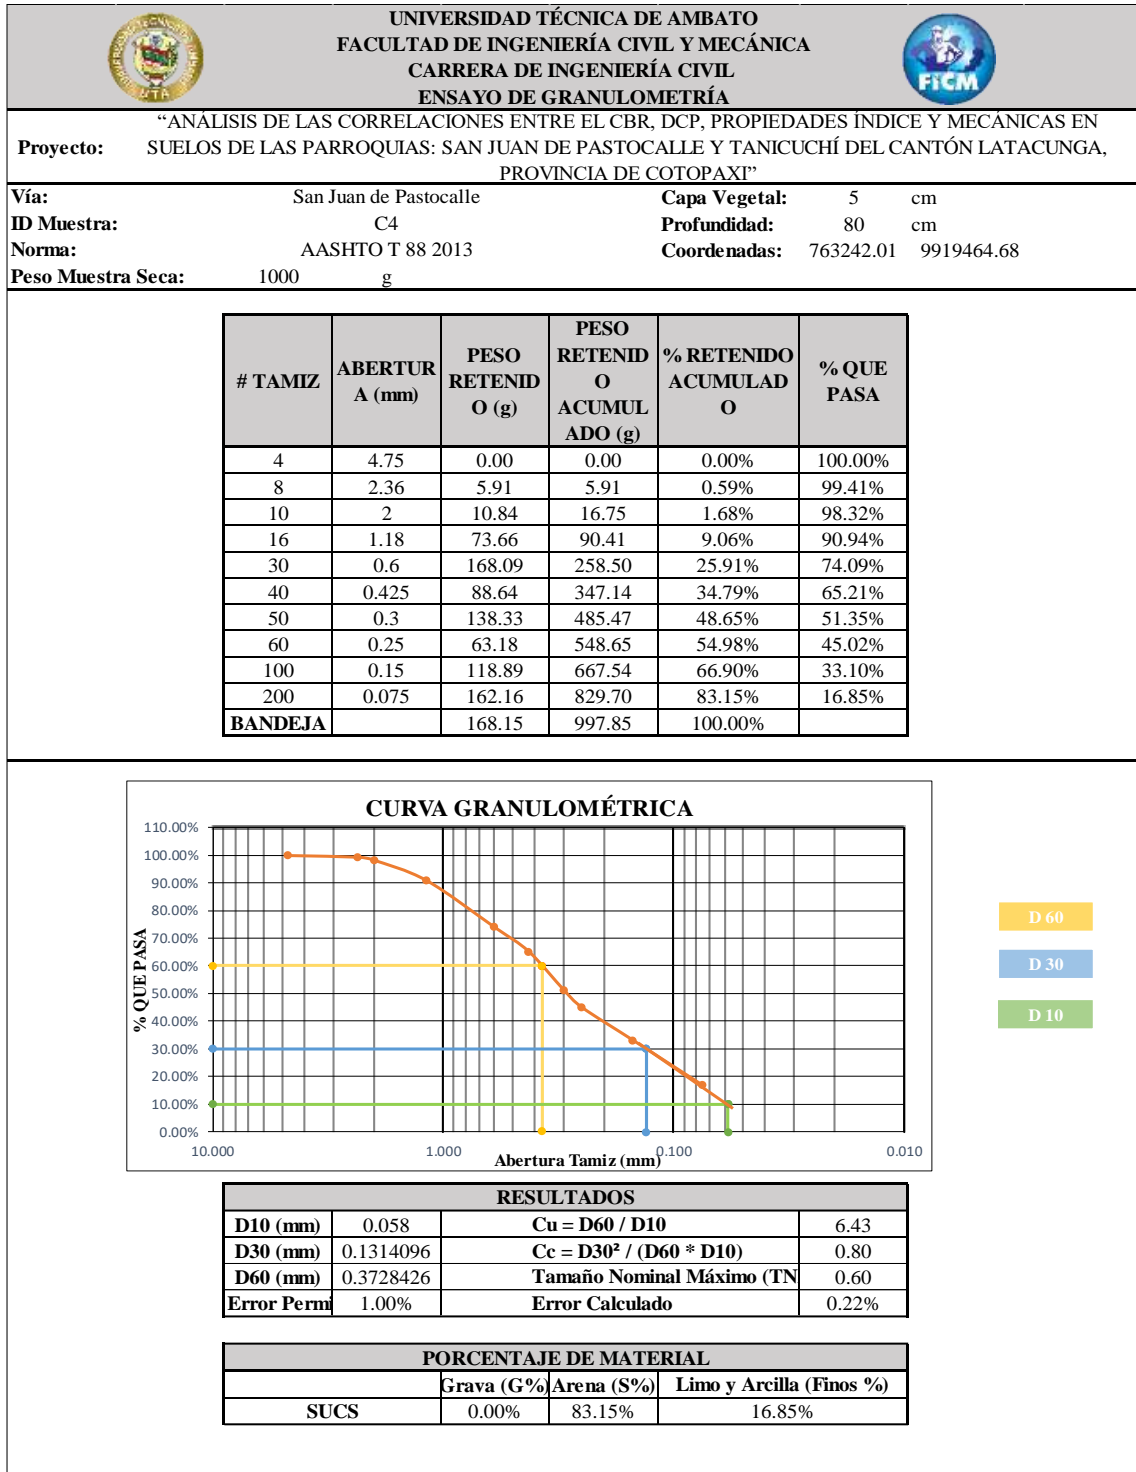 UNIVERSIDAD TÉCNICA DE AMBATO
FACULTAD DE INGENIERÍA CIVIL Y MECÁNICA
CARRERA DE INGENIERÍA CIVIL
ENSAYO DE GRANULOMETRÍA
UTA
FICM
Proyecto:
“ANÁLISIS DE LAS CORRELACIONES ENTRE EL CBR, DCP, PROPIEDADES ÍNDICE Y MECÁNICAS EN
SUELOS DE LAS PARROQUIAS: SAN JUAN DE PASTOCALLE Y TANICUCHÍ DEL CANTÓN LATACUNGA,
PROVINCIA DE COTOPAXI”
Vía: San Juan de Pastocalle Capa Vegetal: 5 cm
ID Muestra: C4 Profundidad: 80 cm
Norma: AASHTO T 88 2013 Coordenadas: 763242.01 9919464.68
Peso Muestra Seca: 1000 g
# TAMIZ
ABERTUR
A (mm)
PESO
RETENID
O (g)
PESO
RETENID
O
ACUMUL
ADO (g)
% RETENIDO
ACUMULAD
O
% QUE
PASA
4 4.75 0.00 0.00 0.00% 100.00%
8 2.36 5.91 5.91 0.59% 99.41%
10 2 10.84 16.75 1.68% 98.32%
16 1.18 73.66 90.41 9.06% 90.94%
30 0.6 168.09 258.50 25.91% 74.09%
40 0.425 88.64 347.14 34.79% 65.21%
50 0.3 138.33 485.47 48.65% 51.35%
60 0.25 63.18 548.65 54.98% 45.02%
100 0.15 118.89 667.54 66.90% 33.10%
200 0.075 162.16 829.70 83.15% 16.85%
BANDEJA 168.15 997.85 100.00%
CURVA GRANULOMÉTRICA
110.00%
100.00%
90.00%
80.00%
70.00%
60.00%
50.00%
40.00%
30.00%
20.00%
10.00%
0.00%
% QUE PASA
10.000 1.000 0.100 0.010
Abertura Tamiz (mm)
D 60
D 30
D 10
RESULTADOS
D10 (mm) 0.058 Cu = D60 / D10 6.43
D30 (mm) 0.1314096 Cc = D30² / (D60 * D10) 0.80
D60 (mm) 0.3728426 Tamaño Nominal Máximo (TN 0.60
Error Permi 1.00% Error Calculado 0.22%
PORCENTAJE DE MATERIAL
Grava (G%) Arena (S%) Limo y Arcilla (Finos %)
SUCS 0.00% 83.15% 16.85%